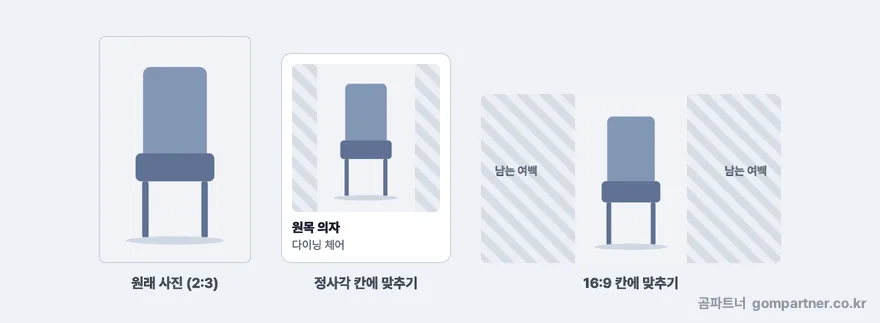 남는 여백
남는 여백
원목 의자
다이닝 체어
원래 사진 (2:3)
정사각 칸에 맞추기
16:9 칸에 맞추기
곰파트너 gompartner.co.kr